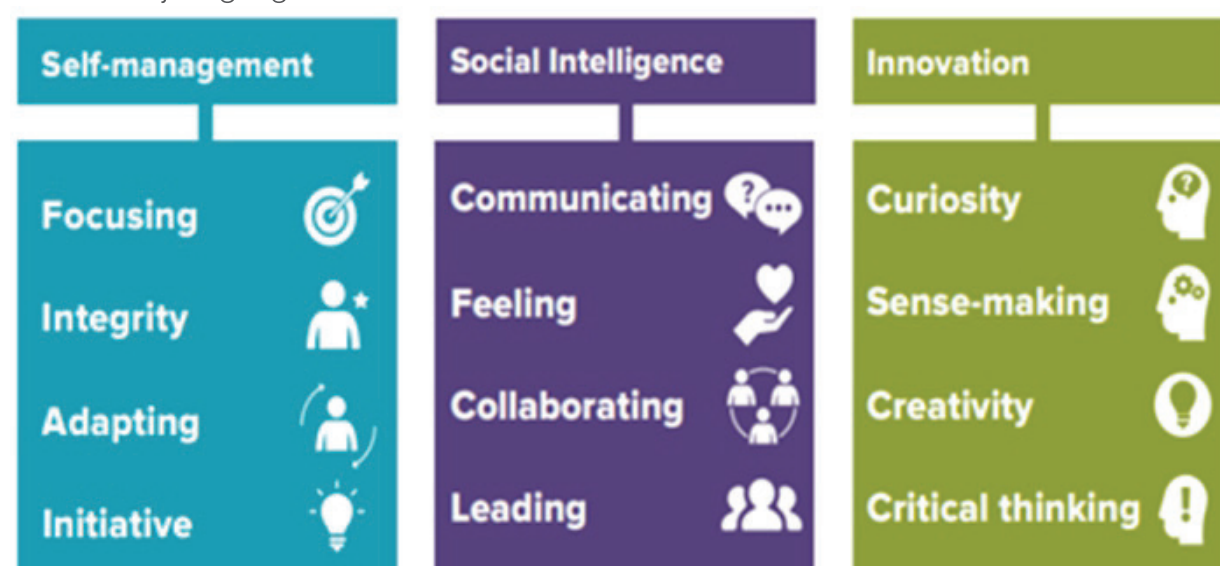 Self-management
Focusing
Integrity
Adapting
Initiative
Social Intelligence
Communicating
Feeling
Collaborating
Leading
Innovation
Curiosity
Sense-making
Creativity
Critical thinking